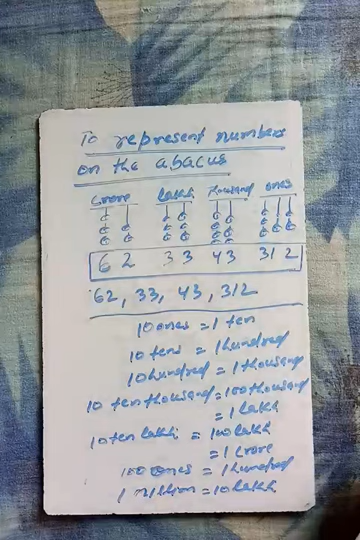 To represent numbers
on the abacus
crore lakh thousand ones
6 2 3 3 4 3 3 1 2
62, 33, 43, 312
10 ones = 1 ten
10 tens = 1 hundred
10 hundred = 1 thousand
10 ten thousand = 100 thousand
= 1 lakh
10 ten lakh = 100 lakh
= 1 crore
100 ones = 1 hundred
1 million = 10 lakh